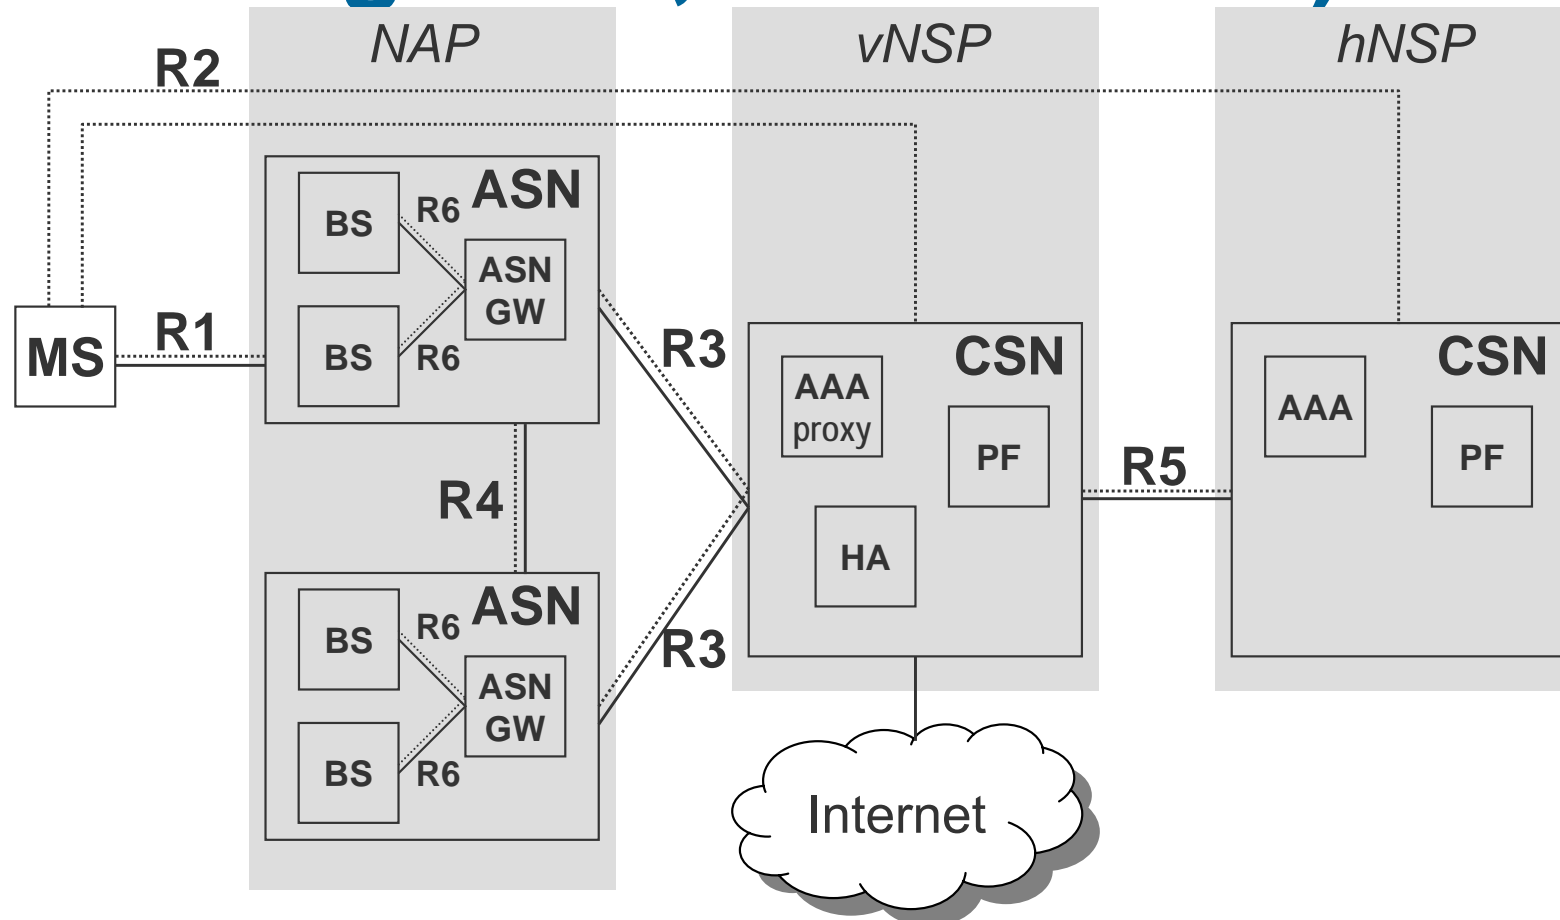 NAP
vNSP
hNSP
R2
ASN
BS
R6
ASN
GW
MS
R1
BS
R6
R3
CSN
AAA
proxy
PF
HA
R5
CSN
AAA
PF
R4
ASN
BS
R6
ASN
GW
BS
R6
R3
Internet